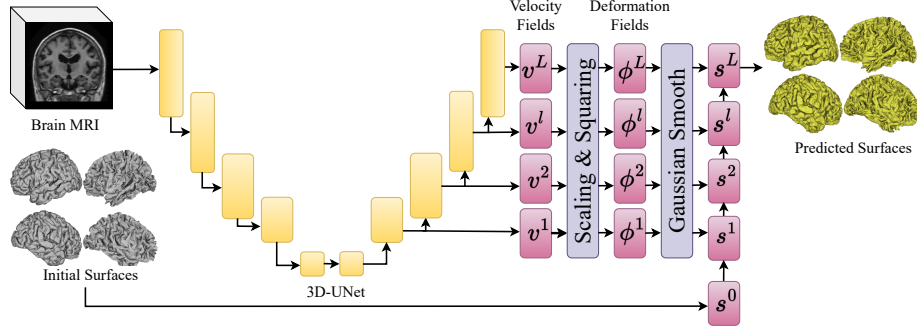 Velocity
Fields
Deformation
Fields
Brain MRI
Initial Surfaces
3D-UNet
v^L
v^l
v^2
v^1
Scaling & Squaring
ϕ^L
ϕ^l
ϕ^2
ϕ^1
Gaussian Smooth
s^L
s^l
s^2
s^1
s^0
Predicted Surfaces